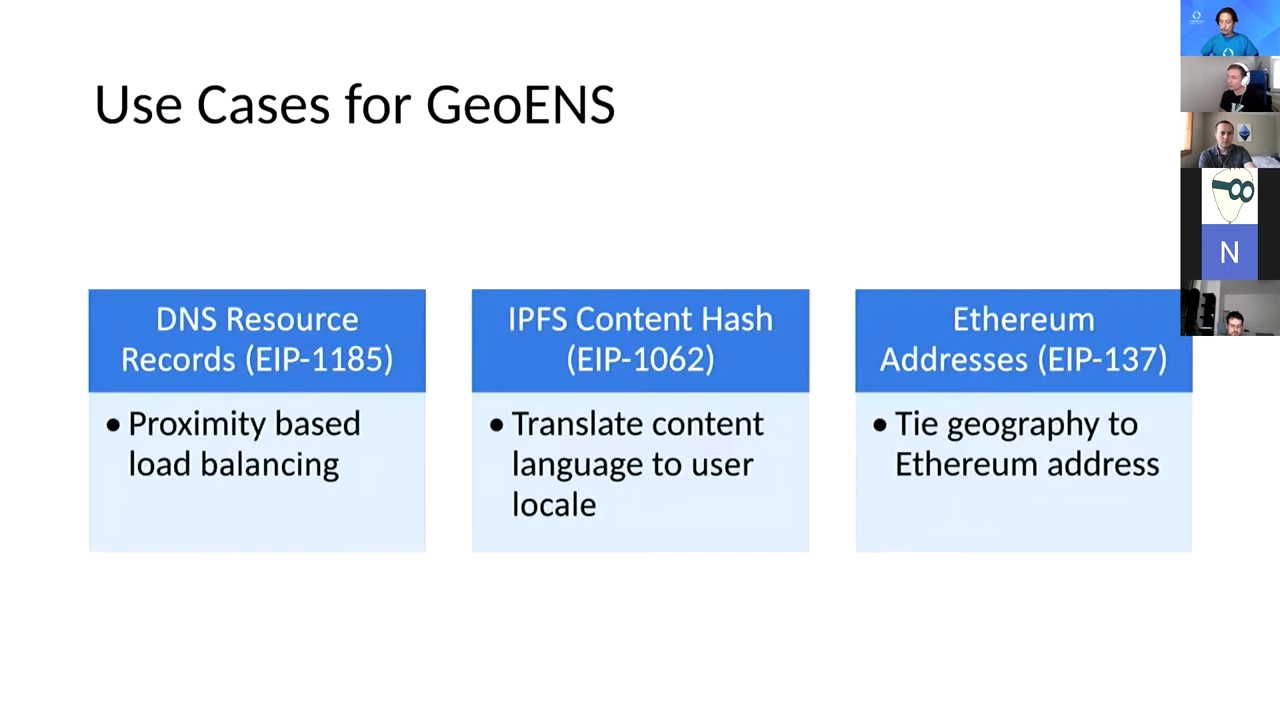 Use Cases for GeoENS
DNS Resource
Records (EIP-1185)
• Proximity based
load balancing
IPFS Content Hash
(EIP-1062)
• Translate content
language to user
locale
Ethereum
Addresses (EIP-137)
• Tie geography to
Ethereum address
N